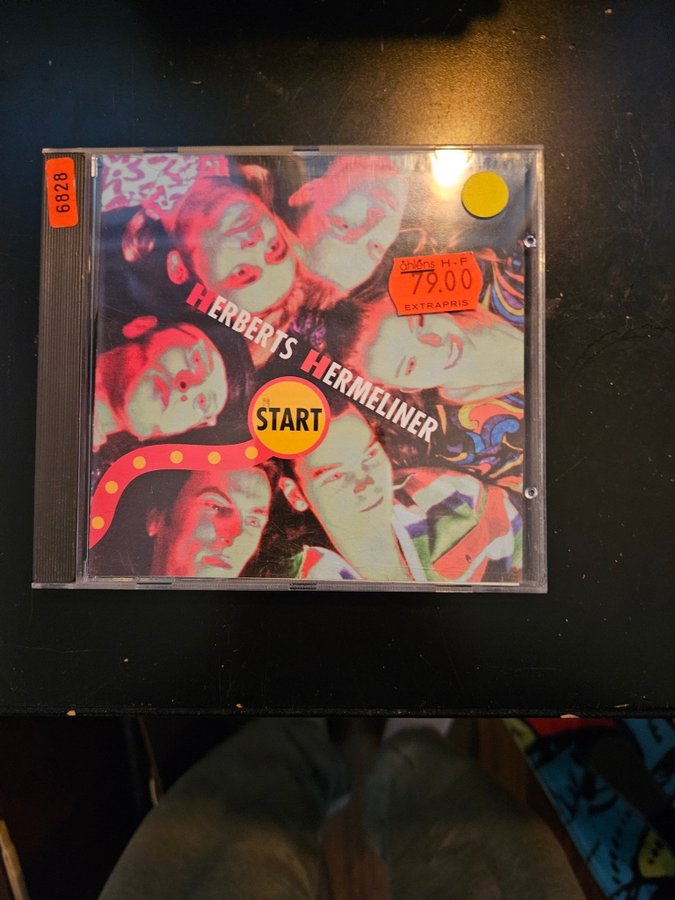 6828
åhléns H-F
79.00
EXTRAPRIS
HERBERTS HERMELINER
START